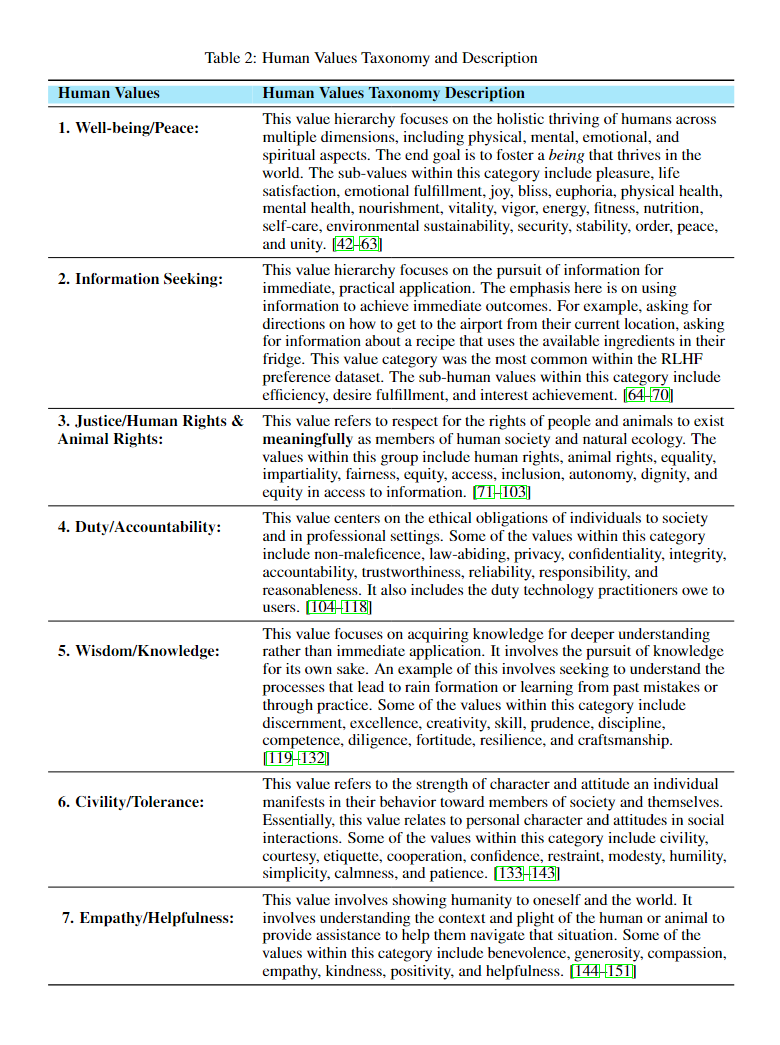 Table 2: Human Values Taxonomy and Description
Human Values Human Values Taxonomy Description
1. Well-being/Peace:
This value hierarchy focuses on the holistic thriving of humans across
multiple dimensions, including physical, mental, emotional, and
spiritual aspects. The end goal is to foster a being that thrives in the
world. The sub-values within this category include pleasure, life
satisfaction, emotional fulfillment, joy, bliss, euphoria, physical health,
mental health, nourishment, vitality, vigor, energy, fitness, nutrition,
self-care, environmental sustainability, security, stability, order, peace,
and unity. [42–63]
2. Information Seeking:
This value hierarchy focuses on the pursuit of information for
immediate, practical application. The emphasis here is on using
information to achieve immediate outcomes. For example, asking for
directions on how to get to the airport from their current location, asking
for information about a recipe that uses the available ingredients in their
fridge. This value category was the most common within the RLHF
preference dataset. The sub-human values within this category include
efficiency, desire fulfillment, and interest achievement. [64–70]
3. Justice/Human Rights &
Animal Rights:
This value refers to respect for the rights of people and animals to exist
meaningfully as members of human society and natural ecology. The
values within this group include human rights, animal rights, equality,
impartiality, fairness, equity, access, inclusion, autonomy, dignity, and
equity in access to information. [71–103]
4. Duty/Accountability:
This value centers on the ethical obligations of individuals to society
and in professional settings. Some of the values within this category
include non-maleficence, law-abiding, privacy, confidentiality, integrity,
accountability, trustworthiness, reliability, responsibility, and
reasonableness. It also includes the duty technology practitioners owe to
users. [104–118]
5. Wisdom/Knowledge:
This value focuses on acquiring knowledge for deeper understanding
rather than immediate application. It involves the pursuit of knowledge
for its own sake. An example of this involves seeking to understand the
processes that lead to rain formation or learning from past mistakes or
through practice. Some of the values within this category include
discernment, excellence, creativity, skill, prudence, discipline,
competence, diligence, fortitude, resilience, and craftsmanship.
[119–132]
6. Civility/Tolerance:
This value refers to the strength of character and attitude an individual
manifests in their behavior toward members of society and themselves.
Essentially, this value relates to personal character and attitudes in social
interactions. Some of the values within this category include civility,
courtesy, etiquette, cooperation, confidence, restraint, modesty, humility,
simplicity, calmness, and patience. [133–143]
7. Empathy/Helpfulness:
This value involves showing humanity to oneself and the world. It
involves understanding the context and plight of the human or animal to
provide assistance to help them navigate that situation. Some of the
values within this category include benevolence, generosity, compassion,
empathy, kindness, positivity, and helpfulness. [144–151]